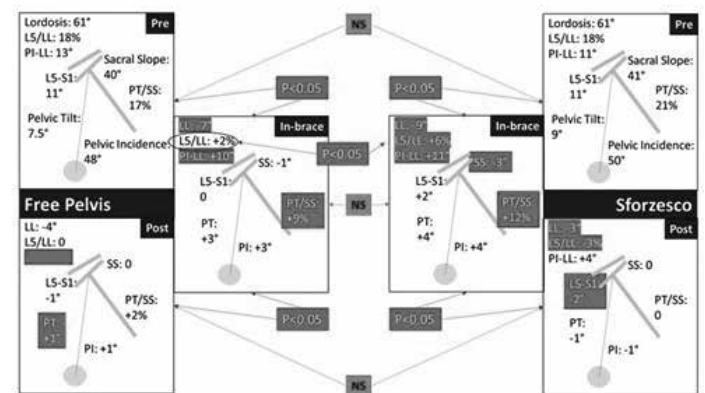 Lordosis: 61°
Pre
L5/LL: 18%
PI-LL: 13°
Sacral Slope:
40°
L5-S1:
11°
PT/SS:
17%
Pelvic Tilt:
7.5°
Pelvic Incidence:
48°
Free Pelvis
LL: -4°
Post
L5/LL: 0
SS: 0
L5-S1:
-1°
PT/SS:
+2%
PT:
+1°
PI: +1°
LL: -7°
In-brace
L5/LL: +2%
PI-LL: +10°
SS: -1°
L5-S1
0
PT/SS:
+9%
PT:
+3°
PI: +3°
NS
P<0.05
P<0.05
P<0.05
NS
P<0.05
P<0.05
NS
LL: -9°
In-brace
L5/LL: +6%
PI-LL: +11°
SS: -3°
L5-S1
+2°
PT/SS:
+12%
PT:
+4°
PI: +4°
Lordosis: 61°
Pre
L5/LL: 18%
PI-LL: 11°
Sacral Slope:
41°
L5-S1:
11°
PT/SS:
21%
Pelvic Tilt:
9°
Pelvic Incidence:
50°
Sforzesco
LL: -3°
Post
L5/LL: -3%
PI-LL: +4°
SS: 0
L5-S1
-2°
PT/SS:
0
PT:
-1°
PI: -1°